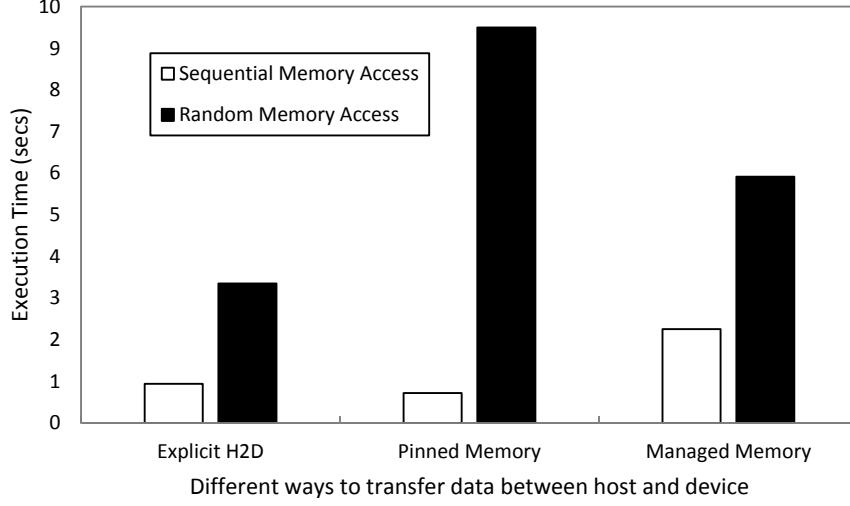 10
9
8
7
6
5
4
3
2
1
0
Execution Time (secs)
Sequential Memory Access
Random Memory Access
Explicit H2D
Pinned Memory
Managed Memory
Different ways to transfer data between host and device